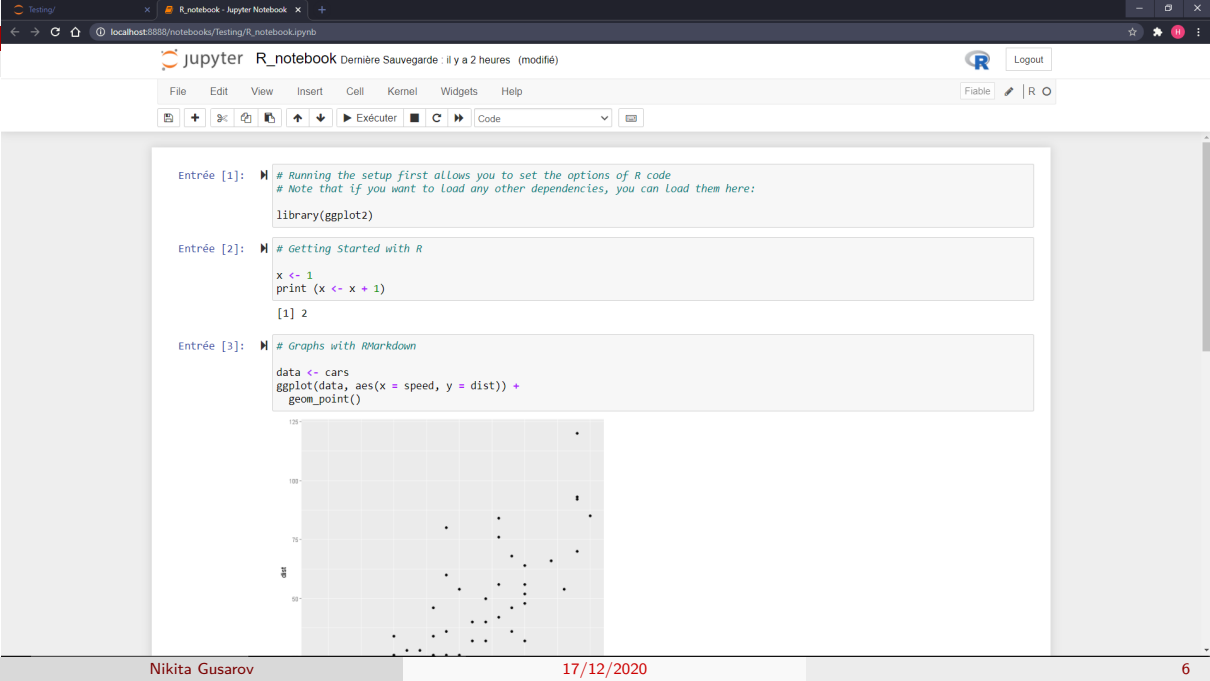 Testing/
R_notebook - Jupyter Notebook
localhost:8888/notebooks/Testing/R_notebook.ipynb
H
jupyter R_notebook Dernière Sauvegarde : il y a 2 heures (modifié)
R
Logout
File Edit View Insert Cell Kernel Widgets Help
Fiable
R
Exécuter
Code
Entrée [1]:
# Running the setup first allows you to set the options of R code
# Note that if you want to load any other dependencies, you can load them here:
library(ggplot2)
Entrée [2]:
# Getting Started with R
x <- 1
print (x <- x + 1)
[1] 2
Entrée [3]:
# Graphs with RMarkdown
data <- cars
ggplot(data, aes(x = speed, y = dist)) +
geom_point()
125
100
75
50
dist
Nikita Gusarov
17/12/2020
6